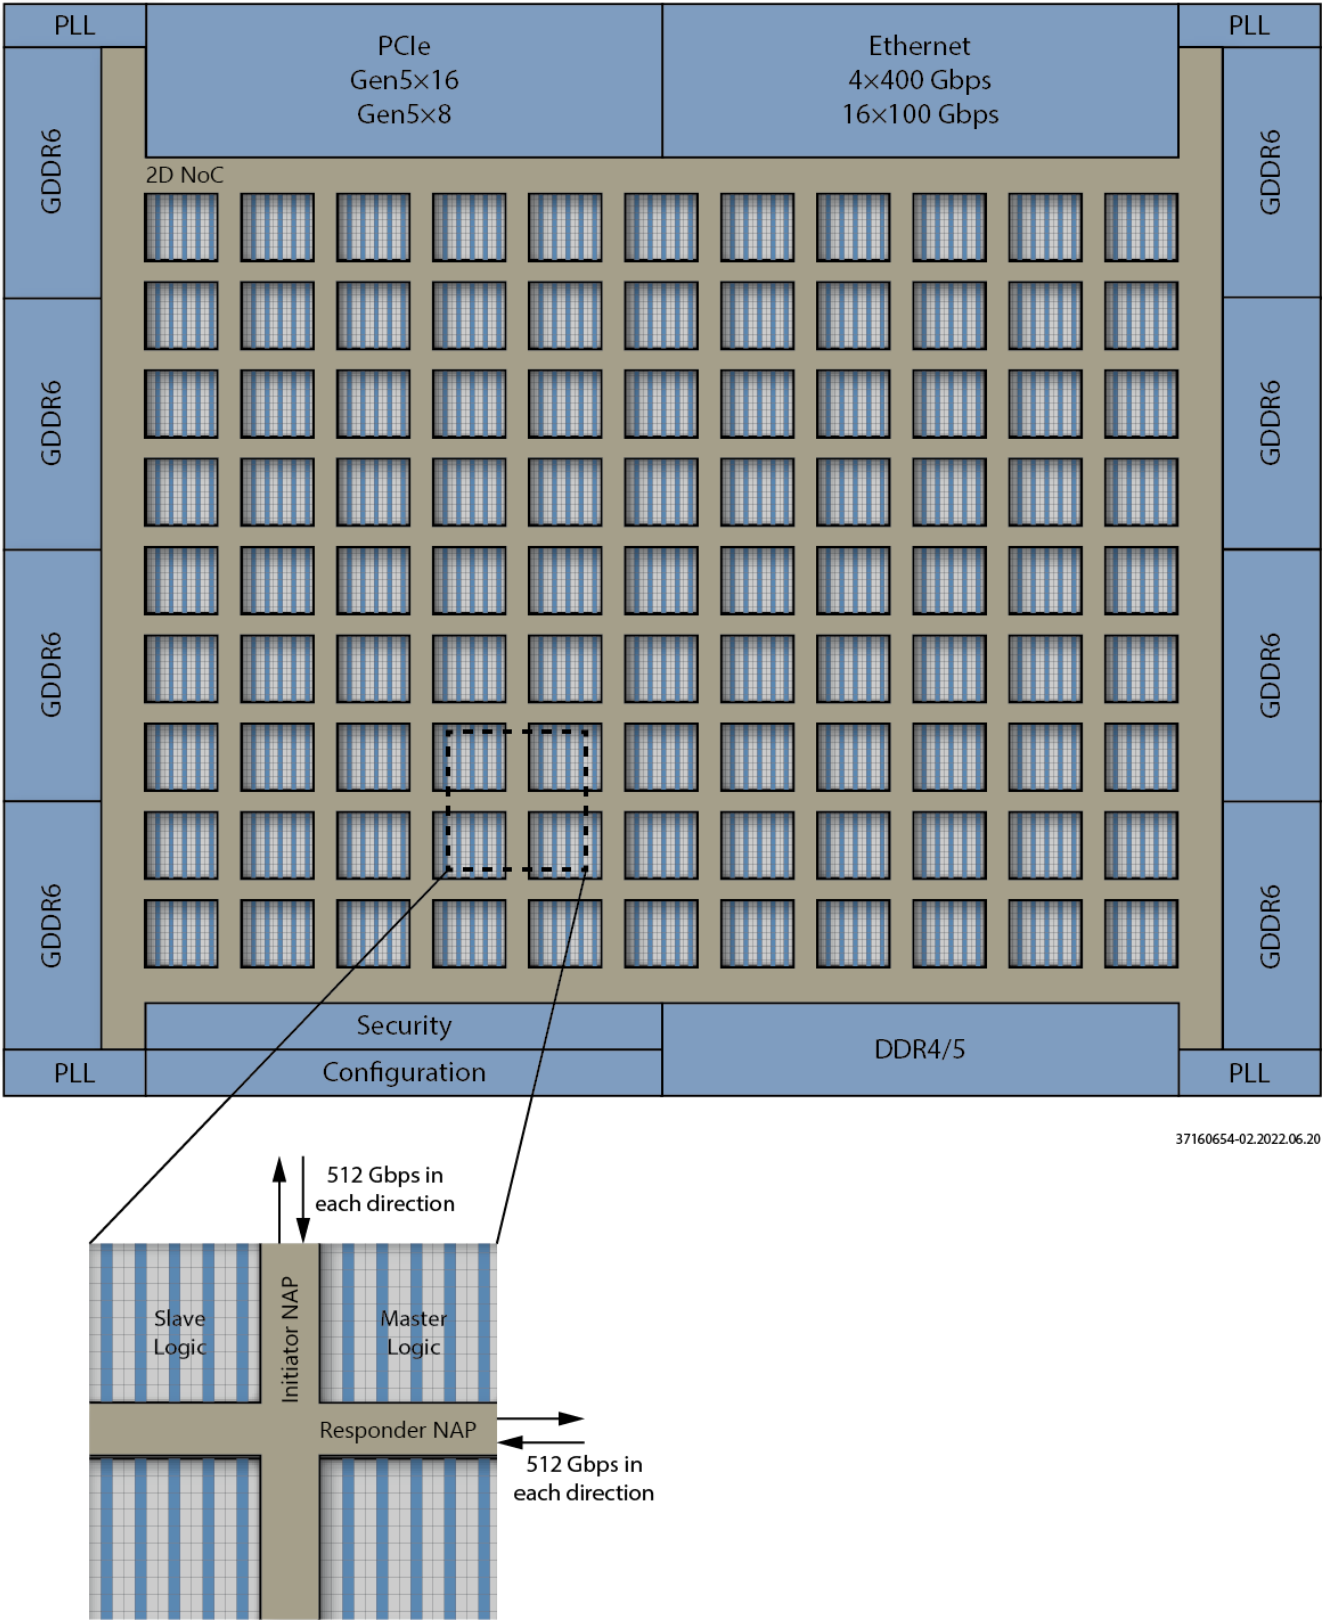 PLL
PCIe
Gen5×16
Gen5×8
Ethernet
4×400 Gbps
16×100 Gbps
PLL
GDDR6
GDDR6
2D NoC
GDDR6
GDDR6
GDDR6
GDDR6
GDDR6
GDDR6
Security
Configuration
DDR4/5
PLL
PLL
37160654-02.2022.06.20
512 Gbps in
each direction
Slave
Logic
Initiator NAP
Master
Logic
Responder NAP
512 Gbps in
each direction